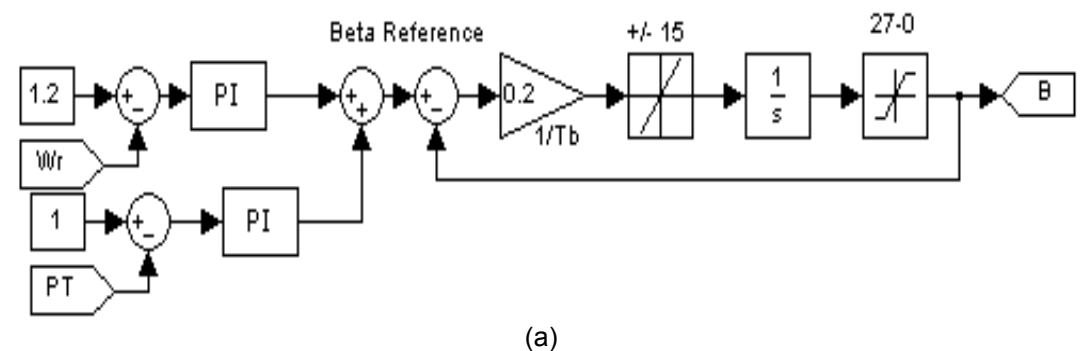 27-0
Beta Reference
+/- 15
1.2
+
-
PI
+
+
+
-
0.2
1
s
B
1/Tb
Wr
1
+
-
PI
PT
(a)